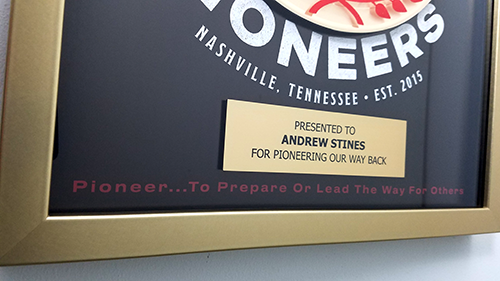 PIONEERS
NASHVILLE, TENNESSEE • EST. 2015
PRESENTED TO
ANDREW STINES
FOR PIONEERING OUR WAY BACK
Pioneer...To Prepare Or Lead The Way For Others